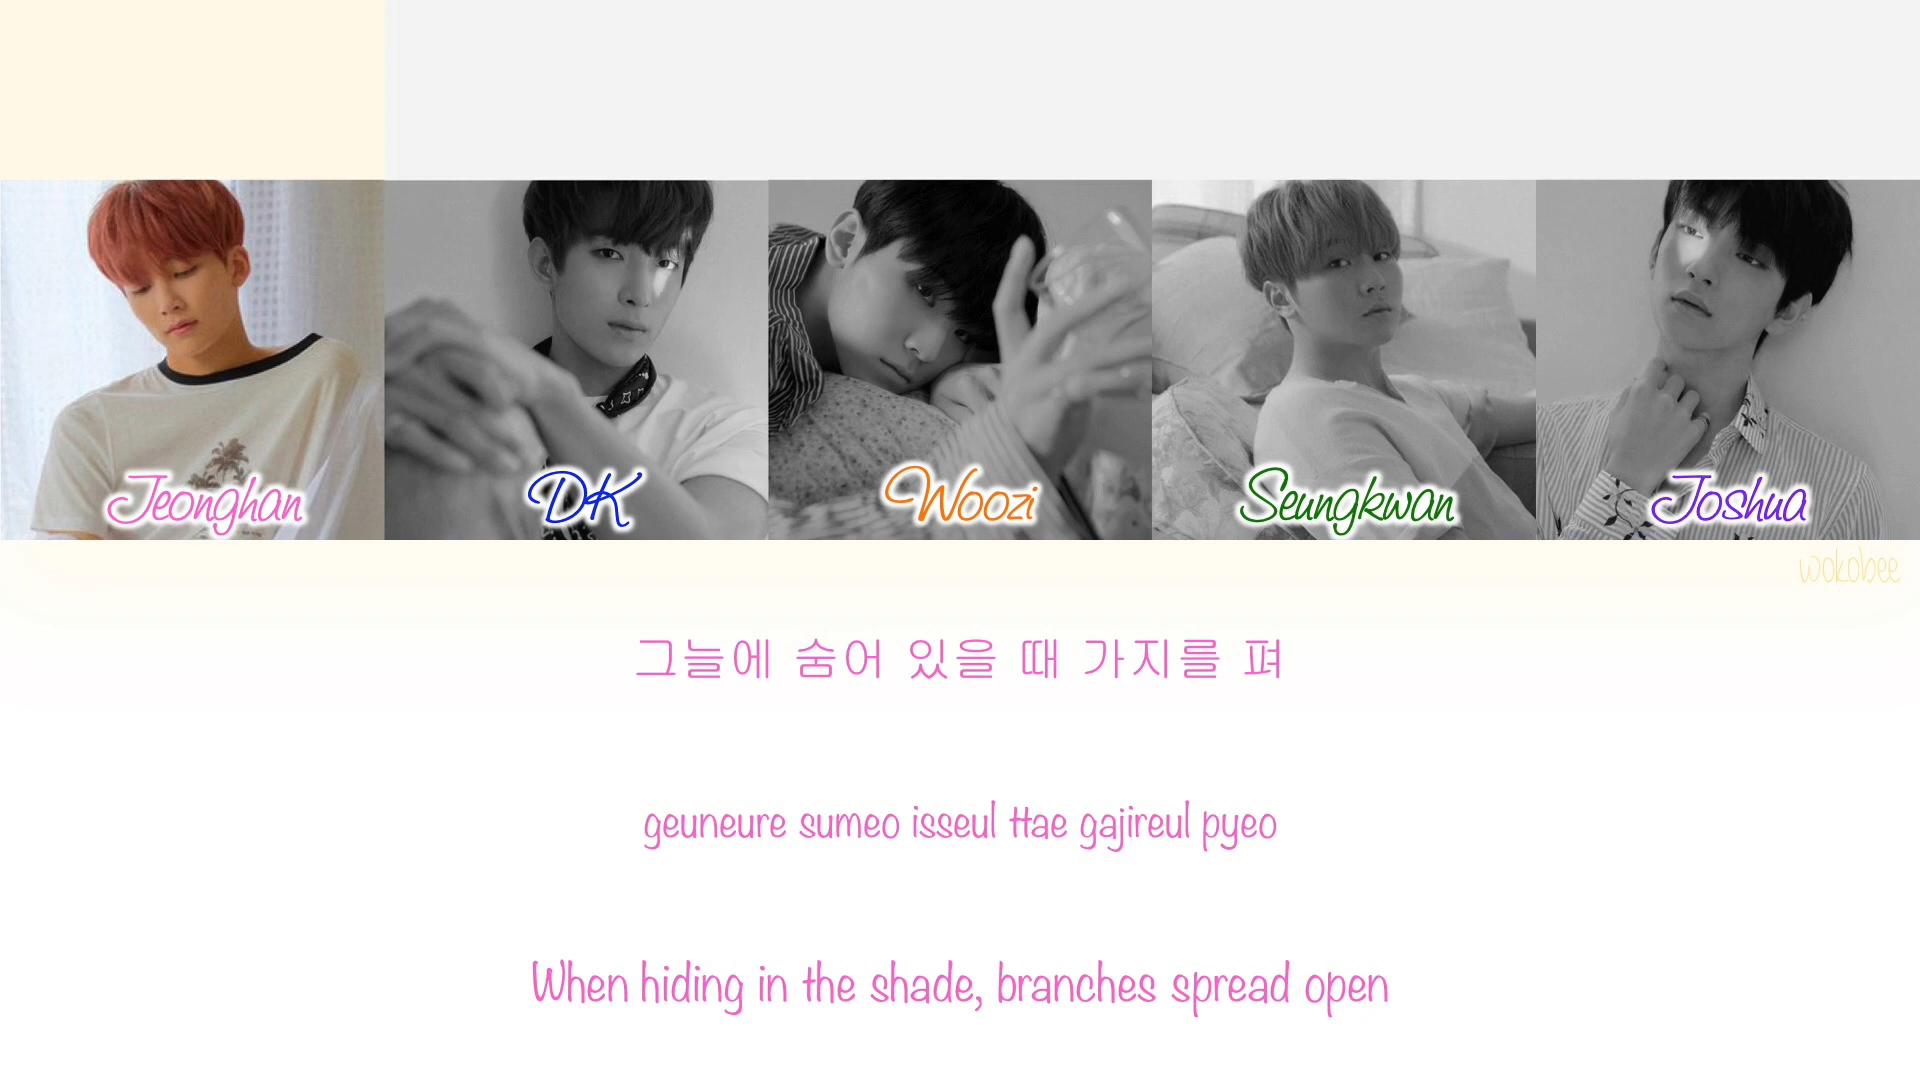 Jeonghan
DK
Woozi
Seungkwan
Joshua
wokobee
그늘에 숨어 있을 때 가지를 펴
geuneure sumeo isseul ttae gajireul pyeo
When hiding in the shade, branches spread open